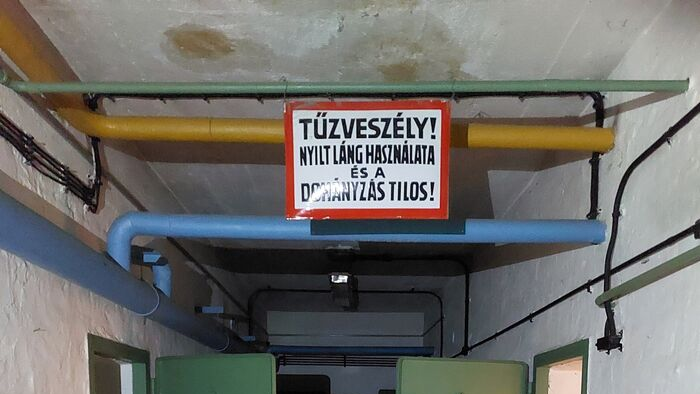 TŰZVESZÉLY!
NYILT LÁNG HASZNÁLATA
ÉS A
DOHÁNYZÁS TILOS!